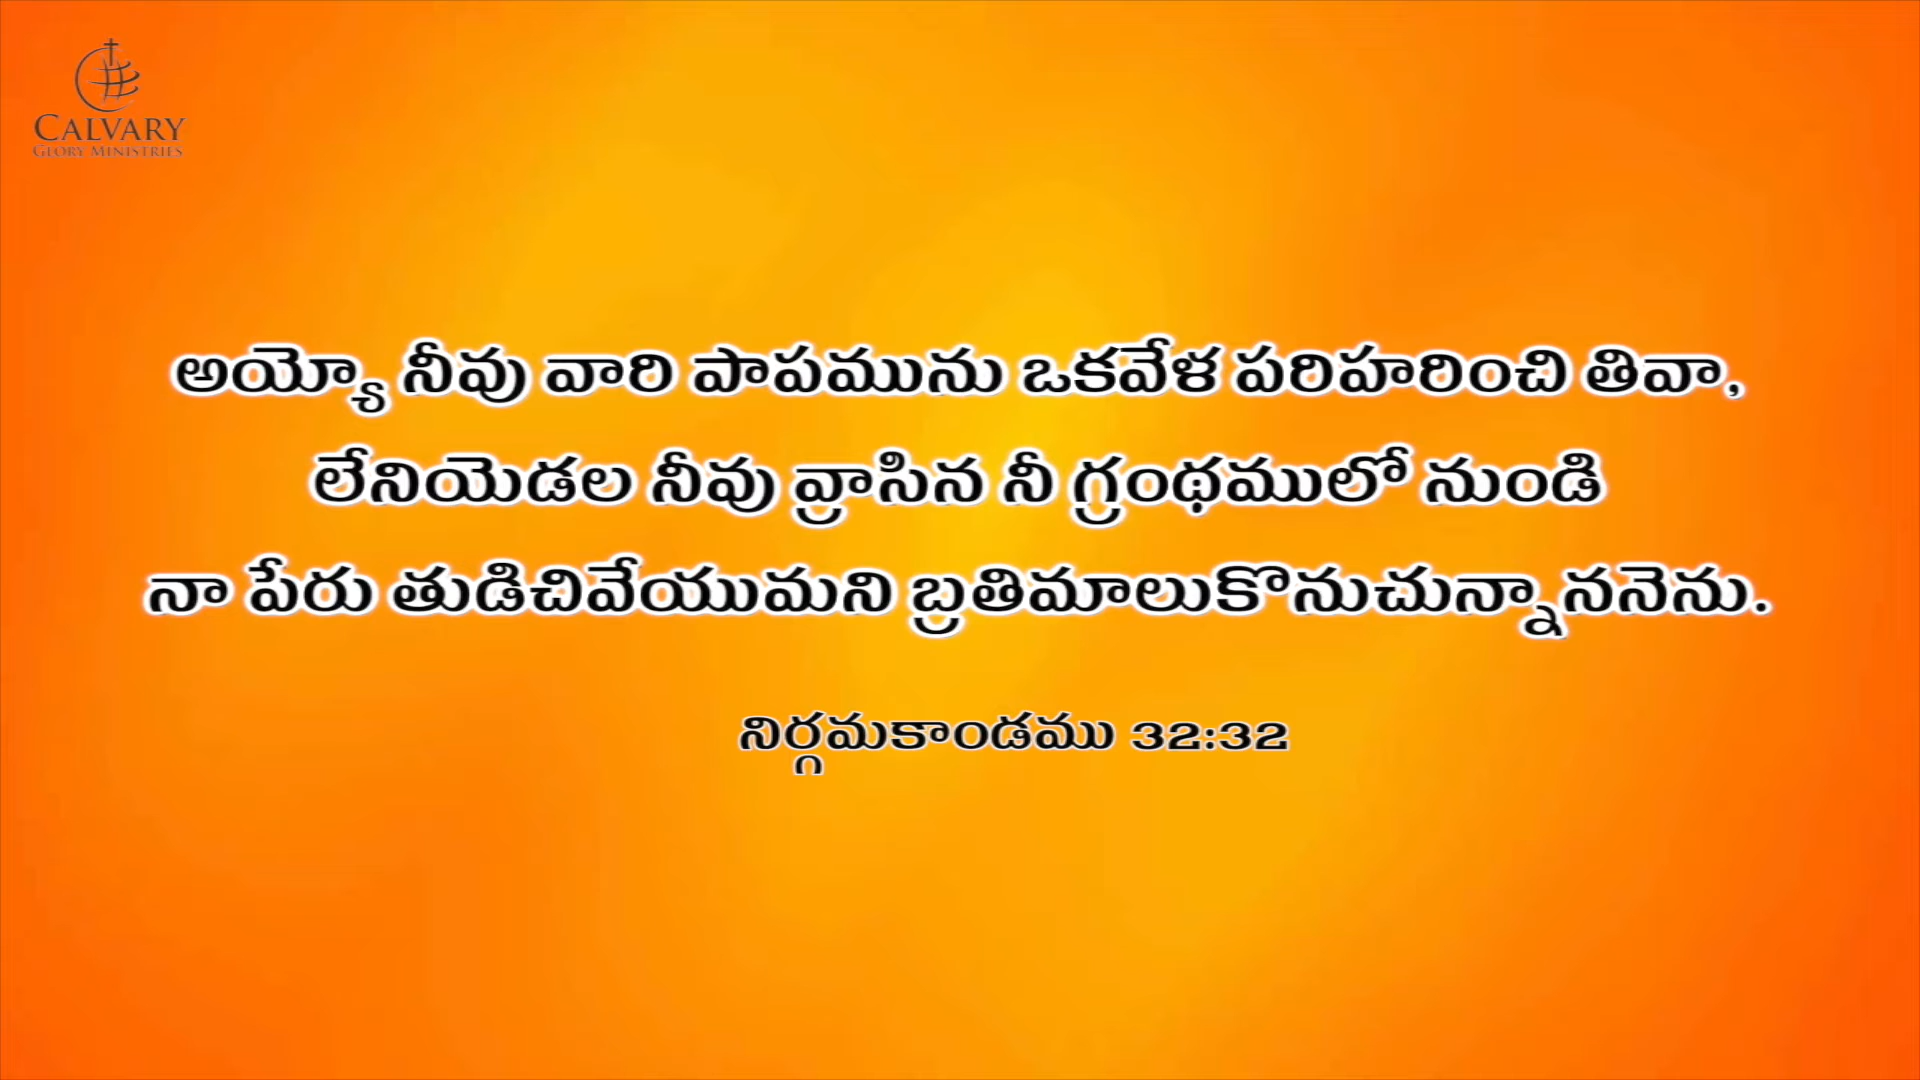 CALVARY
GLORY MINISTRIES
అయ్యో నీవు వారి పాపమును ఒకవేళ పరిహరించి తివా,
లేనియెడల నీవు వ్రాసిన నీ గ్రంథములో నుండి
నా పేరు తుడిచివేయుమని బ్రతిమాలుకొనుచున్నాననెను.
నిర్గమకాండము 32:32